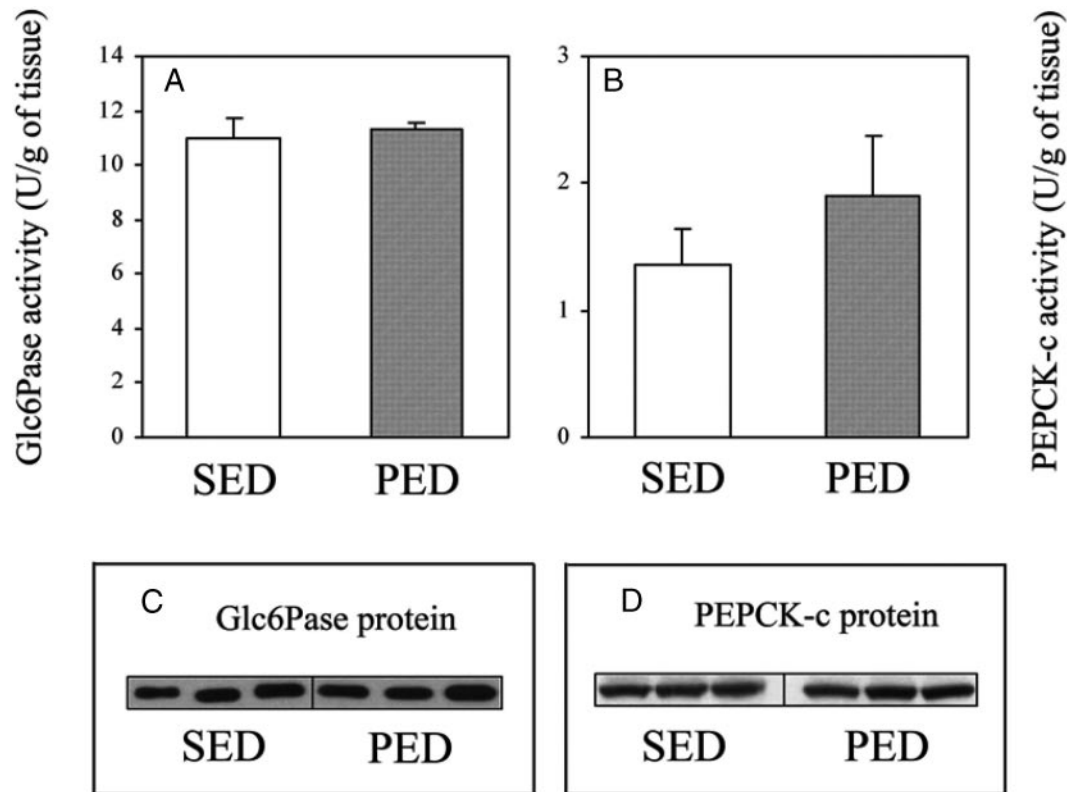 Glc6Pase activity (U/g of tissue)
14
12
10
8
6
4
2
0
A
SED PED
3
2
1
0
B
SED PED
PEPCK-c activity (U/g of tissue)
C
Glc6Pase protein
SED PED
D
PEPCK-c protein
SED PED